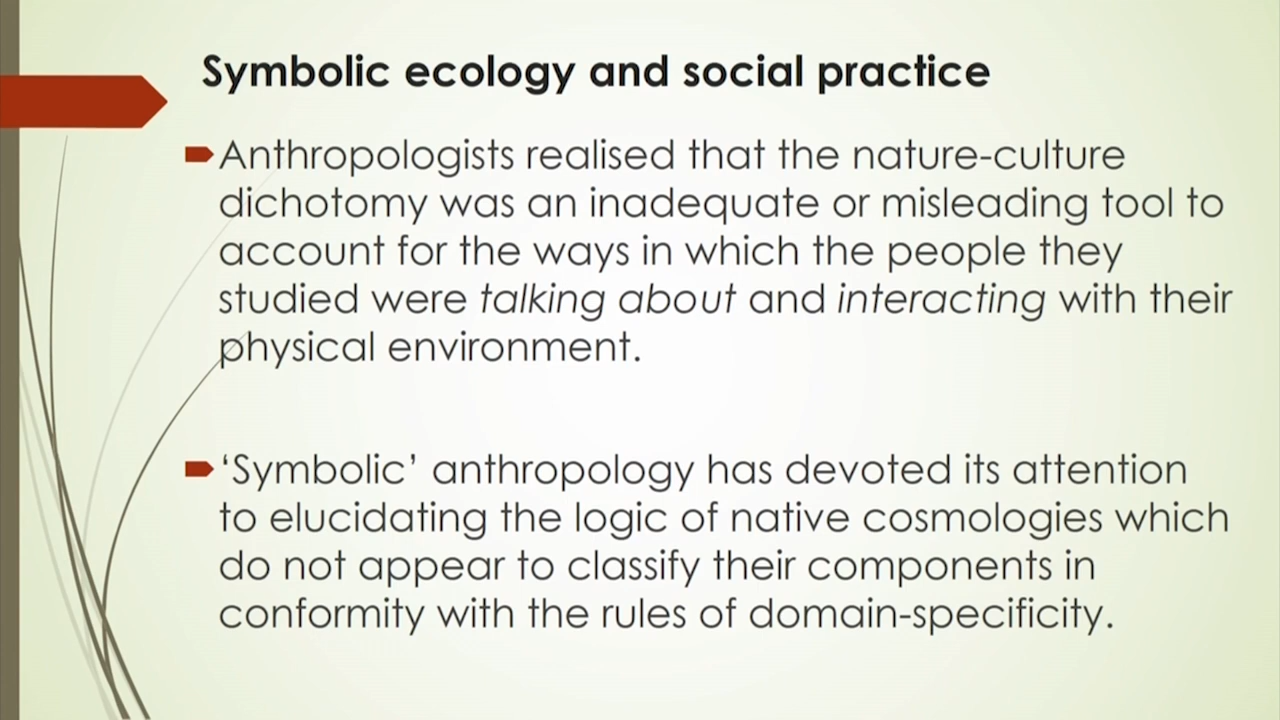 Symbolic ecology and social practice
Anthropologists realised that the nature-culture
dichotomy was an inadequate or misleading tool to
account for the ways in which the people they
studied were talking about and interacting with their
physical environment.
‘Symbolic’ anthropology has devoted its attention
to elucidating the logic of native cosmologies which
do not appear to classify their components in
conformity with the rules of domain-specificity.